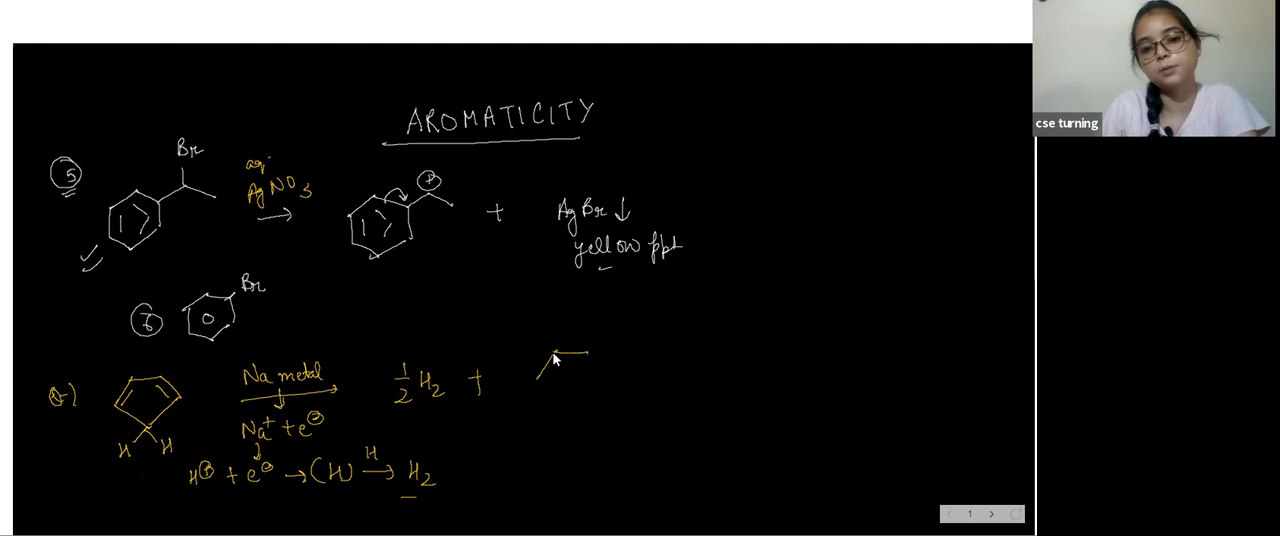 AROMATICITY
5
Br
aq.
AgNO3
⊕
+
AgBr↓
yellow ppt
6
Br
Q-)
H H
Na metal
Na+ + e⊖
1/2 H2 +
H⊕ + e⊖ → (H) H → H2
cse turning
1